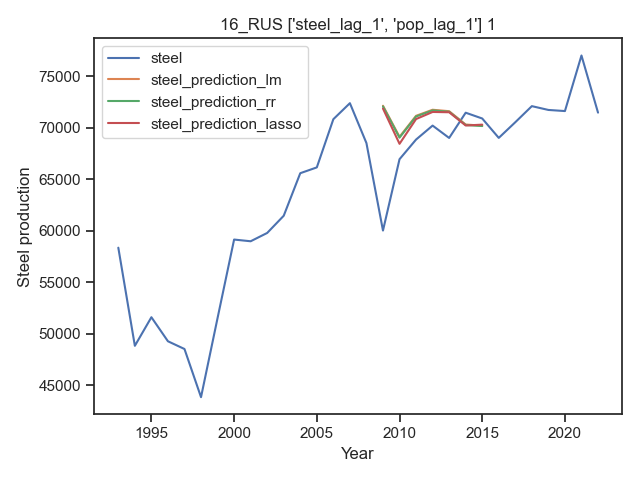 16_RUS ['steel_lag_1', 'pop_lag_1'] 1
steel
steel_prediction_lm
steel_prediction_rr
steel_prediction_lasso
75000
70000
65000
60000
55000
50000
45000
Steel production
1995
2000
2005
2010
2015
2020
Year